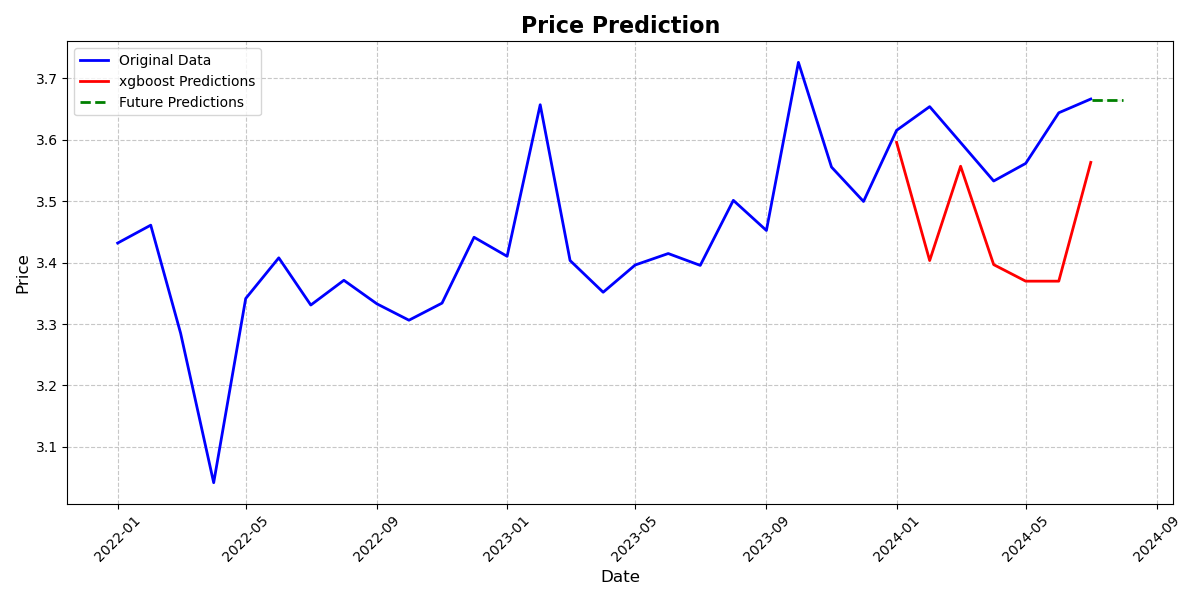 Price Prediction
Original Data
xgboost Predictions
Future Predictions
Price
3.7
3.6
3.5
3.4
3.3
3.2
3.1
2022-01
2022-05
2022-09
2023-01
2023-05
2023-09
2024-01
2024-05
2024-09
Date